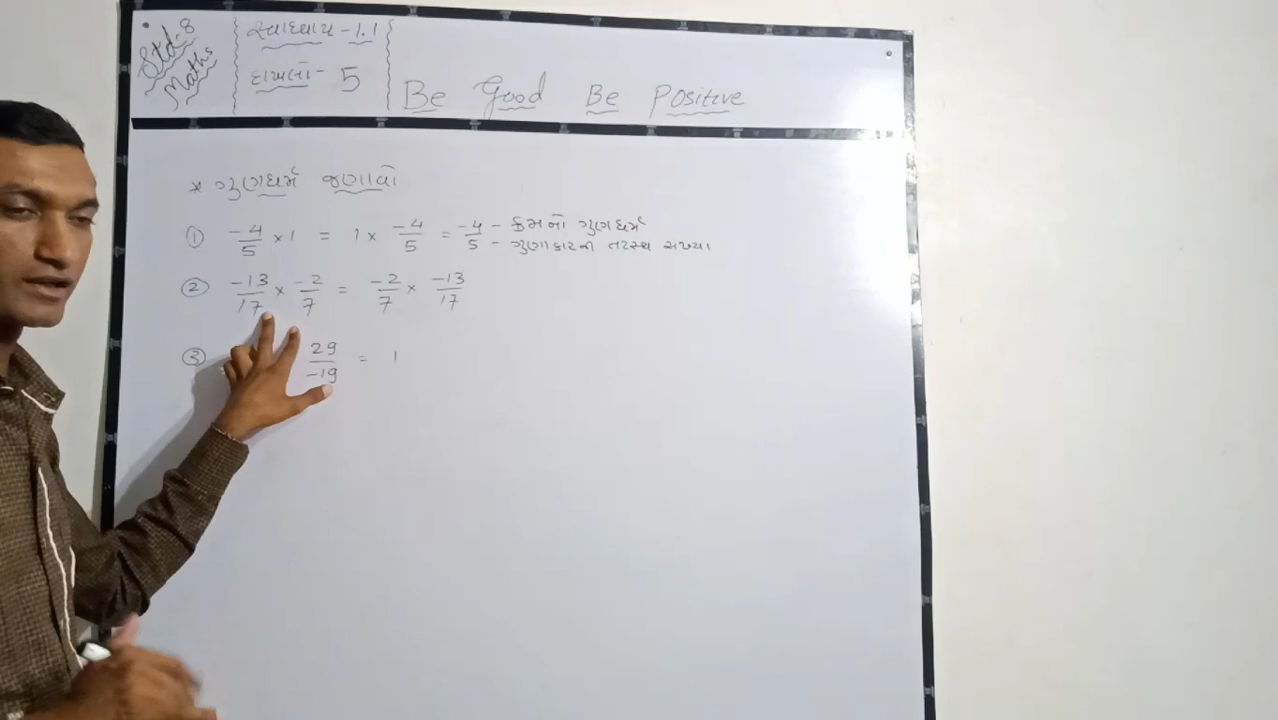 Std-8
Maths
સ્વાધ્યાય - 1.1
દાખલો - 5
Be Good Be Positive
* ગુણધર્મ જણાવો
① -4/5 × 1 = 1 × -4/5 = -4/5 - ક્રમનો ગુણધર્મ
- ગુણાકારની તટસ્થ સંખ્યા
② -13/17 × -2/7 = -2/7 × -13/17
③ 29/-19 = 1